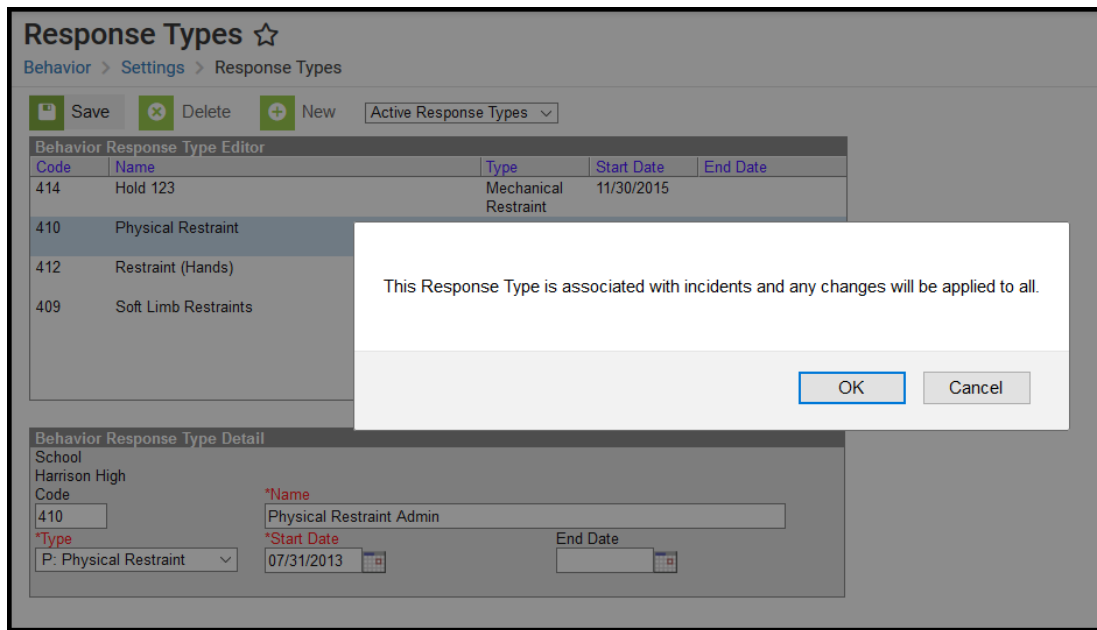 Response Types
Behavior > Settings > Response Types
Save Delete New Active Response Types
Behavior Response Type Editor
Code Name Type Start Date End Date
414 Hold 123 Mechanical Restraint 11/30/2015
410 Physical Restraint
412 Restraint (Hands)
409 Soft Limb Restraints
This Response Type is associated with incidents and any changes will be applied to all.
OK Cancel
Behavior Response Type Detail
School
Harrison High
Code *Name
410 Physical Restraint Admin
*Type *Start Date End Date
P: Physical Restraint 07/31/2013